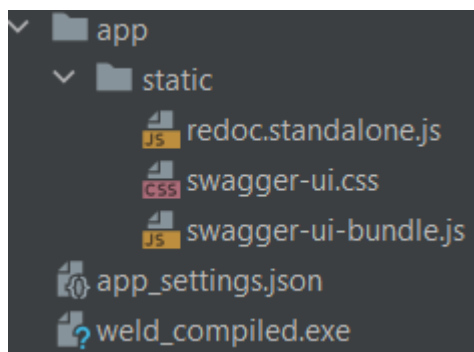 app
static
redoc.standalone.js
swagger-ui.css
swagger-ui-bundle.js
app_settings.json
weld_compiled.exe